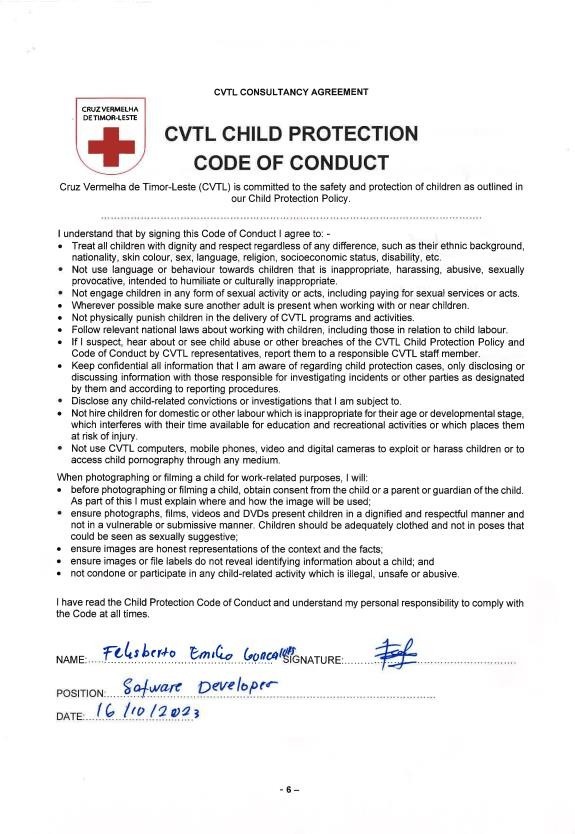 CVTL CONSULTANCY AGREEMENT
CRUZ VERMELHA
DE TIMOR-LESTE
CVTL CHILD PROTECTION
CODE OF CONDUCT
Cruz Vermelha de Timor-Leste (CVTL) is committed to the safety and protection of children as outlined in
our Child Protection Policy.
I understand that by signing this Code of Conduct I agree to: -
• Treat all children with dignity and respect regardless of any difference, such as their ethnic background,
nationality, skin colour, sex, language, religion, socioeconomic status, disability, etc.
• Not use language or behaviour towards children that is inappropriate, harassing, abusive, sexually
provocative, intended to humiliate or culturally inappropriate.
• Not engage children in any form of sexual activity or acts, including paying for sexual services or acts.
• Wherever possible make sure another adult is present when working with or near children.
• Not physically punish children in the delivery of CVTL programs and activities.
• Follow relevant national laws about working with children, including those in relation to child labour.
• If I suspect, hear about or see child abuse or other breaches of the CVTL Child Protection Policy and
Code of Conduct by CVTL representatives, report them to a responsible CVTL staff member.
• Keep confidential all information that I am aware of regarding child protection cases, only disclosing or
discussing information with those responsible for investigating incidents or other parties as designated
by them and according to reporting procedures.
• Disclose any child-related convictions or investigations that I am subject to.
• Not hire children for domestic or other labour which is inappropriate for their age or developmental stage,
which interferes with their time available for education and recreational activities or which places them
at risk of injury.
• Not use CVTL computers, mobile phones, video and digital cameras to exploit or harass children or to
access child pornography through any medium.
When photographing or filming a child for work-related purposes, I will:
• before photographing or filming a child, obtain consent from the child or a parent or guardian of the child.
As part of this I must explain where and how the image will be used;
• ensure photographs, films, videos and DVDs present children in a dignified and respectful manner and
not in a vulnerable or submissive manner. Children should be adequately clothed and not in poses that
could be seen as sexually suggestive;
• ensure images are honest representations of the context and the facts;
• ensure images or file labels do not reveal identifying information about a child; and
• not condone or participate in any child-related activity which is illegal, unsafe or abusive.
I have read the Child Protection Code of Conduct and understand my personal responsibility to comply with
the Code at all times.
NAME: Felisberto Emilio Goncalves SIGNATURE:
POSITION: Sofware Developer
DATE: 16/10/2023
- 6 –